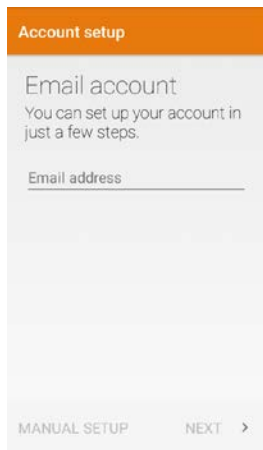 Account setup
Email account
You can set up your account in
just a few steps.
Email address
MANUAL SETUP NEXT >